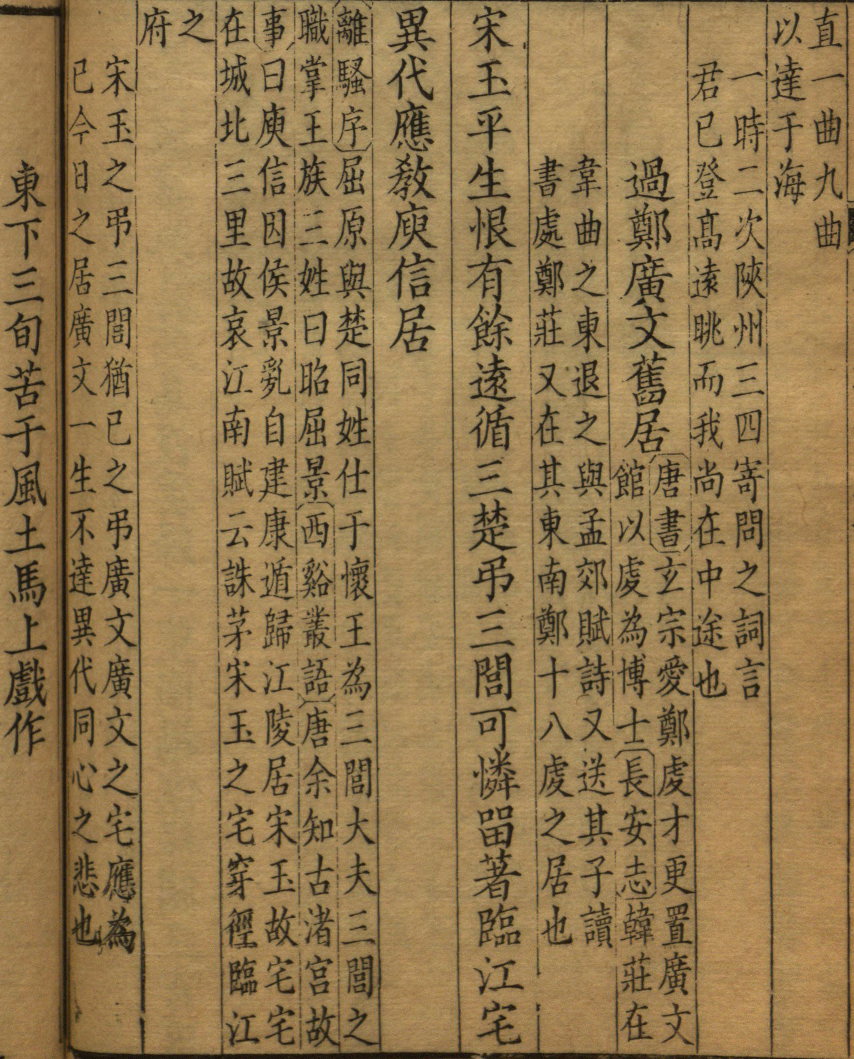 直一曲九曲
以達于海
一時二次陝州三四寄問之詞言
君已登高遠眺而我尚在中途也
過鄭廣文舊居
唐書玄宗愛鄭虔才更置廣文
館以虔為博士長安志韓莊在
韋曲之東退之與孟郊賦詩又送其子讀
書處鄭莊又在其東南鄭十八虔之居也
宋玉平生恨有餘遠循三楚弔三閭可憐畱著臨江宅
異代應教庾信居
離騷序屈原與楚同姓仕于懷王為三閭大夫三閭之
職掌王族三姓曰昭屈景西谿叢語唐余知古渚宮故
事曰庾信因侯景亂自建康遁歸江陵居宋玉故宅宅
在城北三里故哀江南賦云誅茅宋玉之宅穿徑臨江
之
府
宋玉之弔三閭猶已之弔廣文廣文之宅應為
已今日之居廣文一生不達異代同心之悲也
東下三旬苦于風土馬上戲作